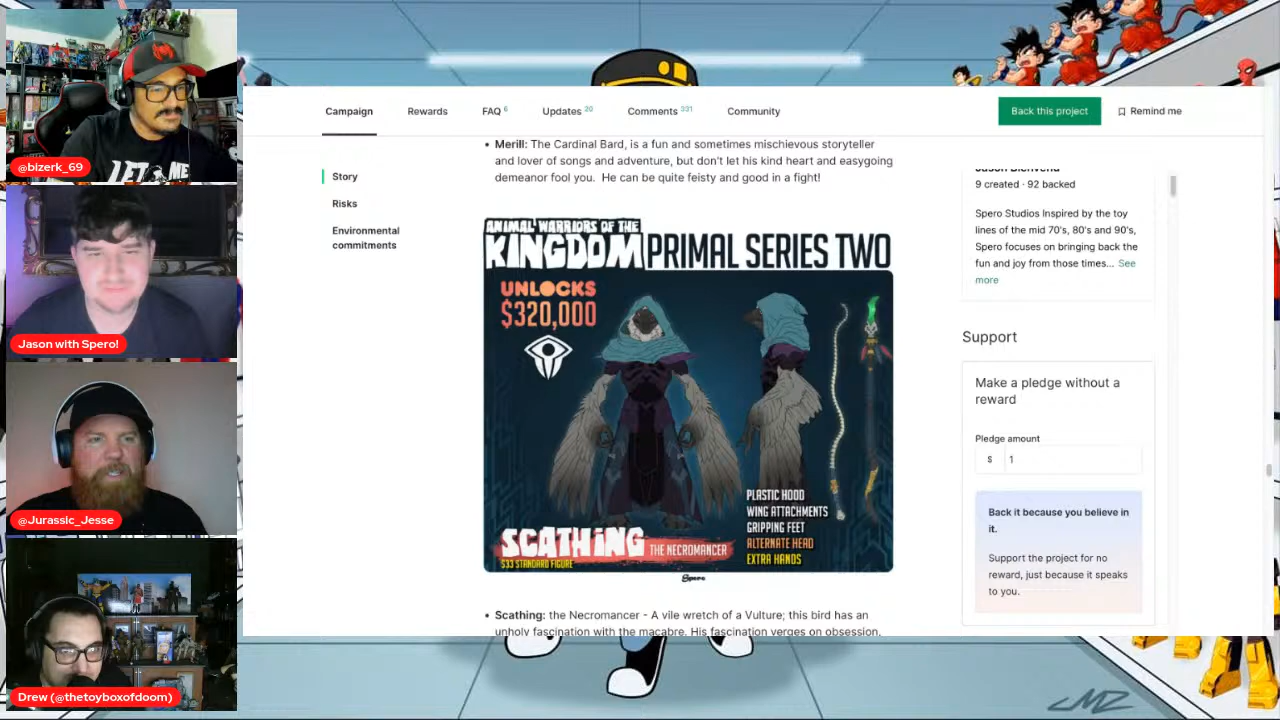 @bizerk_69
Jason with Spero!
@JurassIc_Jesse
Drew (@thetoyboxofdoom)
Campaign
Rewards
FAQ 6
Updates 20
Comments 331
Community
Back this project
Remind me
Story
Risks
Environmental
commitments
• Merill: The Cardinal Bard, is a fun and sometimes mischievous storyteller
and lover of songs and adventure, but don't let his kind heart and easygoing
demeanor fool you. He can be quite feisty and good in a fight!
ANIMAL WARRIORS OF THE
KINGDOM PRIMAL SERIES TWO
UNLOCKS
$320,000
PLASTIC HOOD
WING ATTACHMENTS
GRIPPING FEET
ALTERNATE HEAD
EXTRA HANDS
SCATHING THE NECROMANCER
$33 STANDARD FIGURE
Spero
• Scathing: the Necromancer - A vile wretch of a Vulture; this bird has an
unholy fascination with the macabre. His fascination verges on obsession.
Jason Bienvenu
9 created · 92 backed
Spero Studios Inspired by the toy
lines of the mid 70's, 80's and 90's,
Spero focuses on bringing back the
fun and joy from those times... See
more
Support
Make a pledge without a
reward
Pledge amount
$ 1
Back it because you believe in
it.
Support the project for no
reward, just because it speaks
to you.